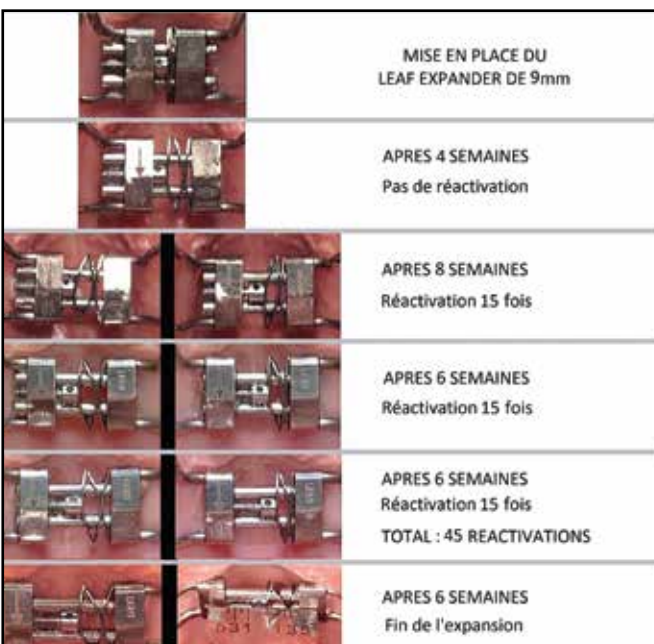 MISE EN PLACE DU
LEAF EXPANDER DE 9mm
APRES 4 SEMAINES
Pas de réactivation
APRES 8 SEMAINES
Réactivation 15 fois
APRES 6 SEMAINES
Réactivation 15 fois
APRES 6 SEMAINES
Réactivation 15 fois
TOTAL : 45 REACTIVATIONS
APRES 6 SEMAINES
Fin de l'expansion